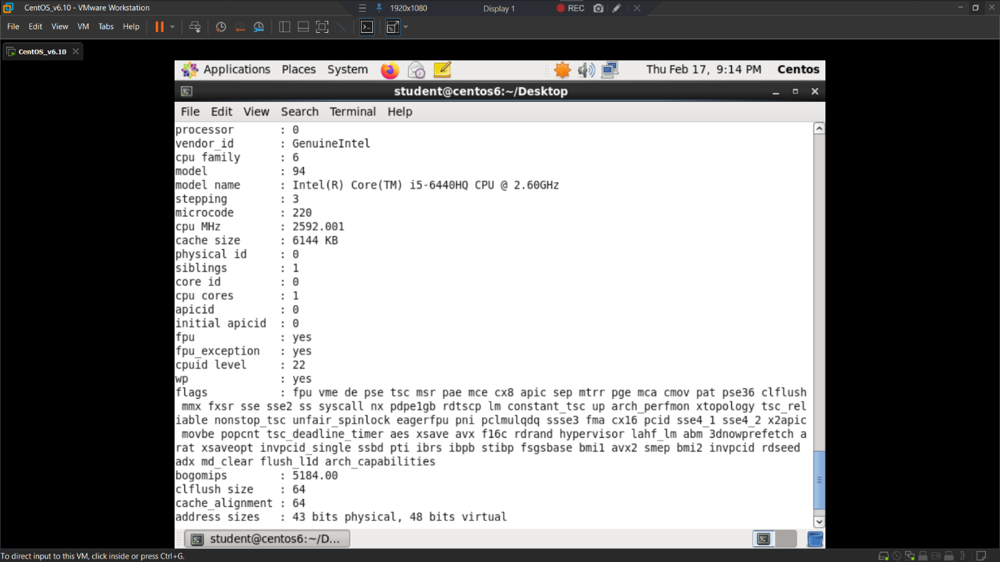 CentOS_v6.10 - VMware Workstation
1920x1080
Display 1
REC
File Edit View VM Tabs Help
CentOS_v6.10
Applications Places System
Thu Feb 17, 9:14 PM Centos
student@centos6:~/Desktop
File Edit View Search Terminal Help
processor : 0
vendor_id : GenuineIntel
cpu family : 6
model : 94
model name : Intel(R) Core(TM) i5-6440HQ CPU @ 2.60GHz
stepping : 3
microcode : 220
cpu MHz : 2592.001
cache size : 6144 KB
physical id : 0
siblings : 1
core id : 0
cpu cores : 1
apicid : 0
initial apicid : 0
fpu : yes
fpu_exception : yes
cpuid level : 22
wp : yes
flags : fpu vme de pse tsc msr pae mce cx8 apic sep mtrr pge mca cmov pat pse36 clflush
mmx fxsr sse sse2 ss syscall nx pdpe1gb rdtscp lm constant_tsc up arch_perfmon xtopology tsc_rel
iable nonstop_tsc unfair_spinlock eagerfpu pni pclmulqdq ssse3 fma cx16 pcid sse4_1 sse4_2 x2apic
movbe popcnt tsc_deadline_timer aes xsave avx f16c rdrand hypervisor lahf_lm abm 3dnowprefetch a
rat xsaveopt invpcid_single ssbd pti ibrs ibpb stibp fsgsbase bmi1 avx2 smep bmi2 invpcid rdseed
adx md_clear flush_l1d arch_capabilities
bogomips : 5184.00
clflush size : 64
cache_alignment : 64
address sizes : 43 bits physical, 48 bits virtual
student@centos6:~/D...
To direct input to this VM, click inside or press Ctrl+G.